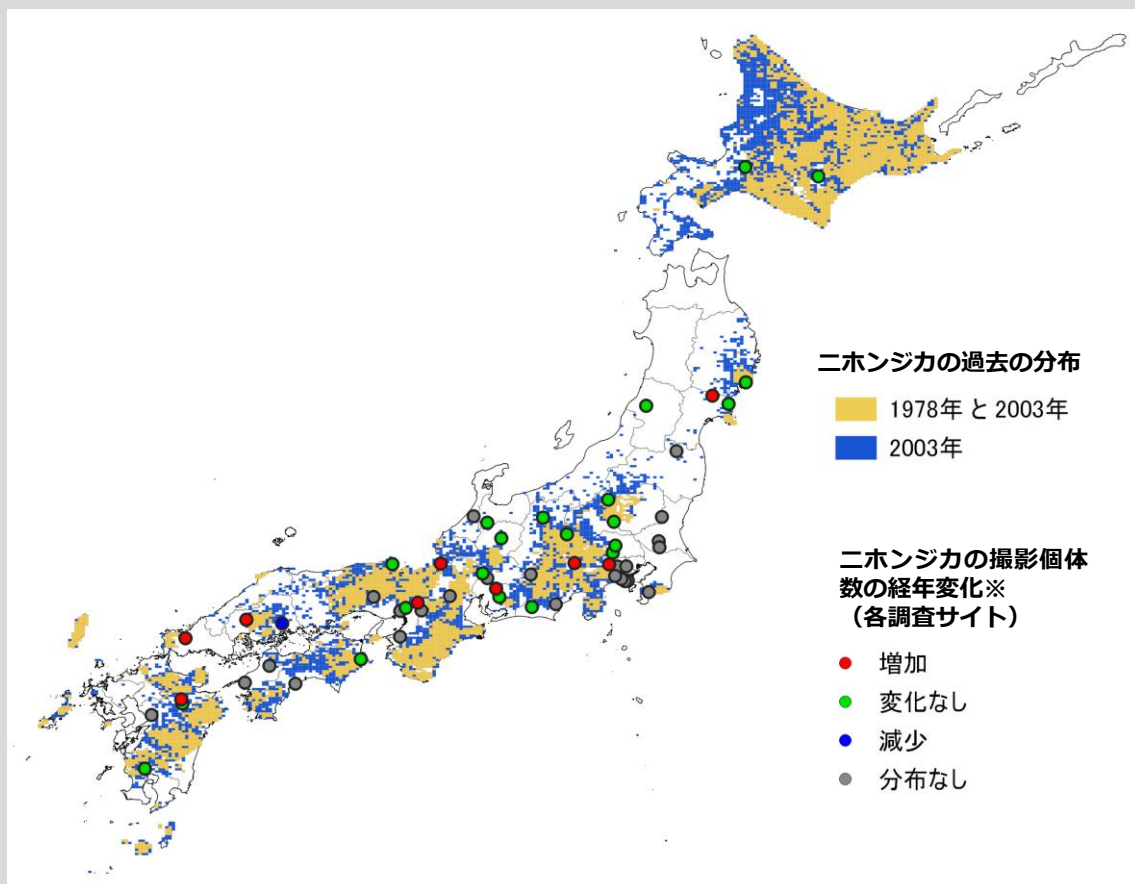 ニホンジカの過去の分布
1978年 と 2003年
2003年
ニホンジカの撮影個体
数の経年変化※
（各調査サイト）
増加
変化なし
減少
分布なし